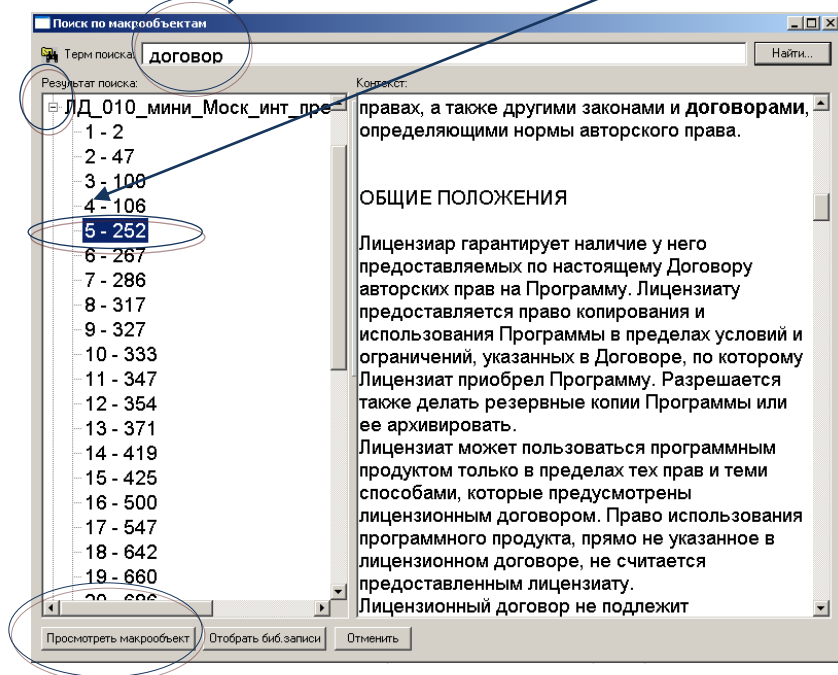 Поиск по макрообъектам
Терм поиска: договор
Найти...
Результат поиска:
Контекст:
ЛД_010_мини_Моск_инт_пре
1 - 2
2 - 47
3 - 100
4 - 106
5 - 252
6 - 267
7 - 286
8 - 317
9 - 327
10 - 333
11 - 347
12 - 354
13 - 371
14 - 419
15 - 425
16 - 500
17 - 547
18 - 642
19 - 660
20 - 686
правах, а также другими законами и договорами,
определяющими нормы авторского права.
ОБЩИЕ ПОЛОЖЕНИЯ
Лицензиар гарантирует наличие у него
предоставляемых по настоящему Договору
авторских прав на Программу. Лицензиату
предоставляется право копирования и
использования Программы в пределах условий и
ограничений, указанных в Договоре, по которому
Лицензиат приобрел Программу. Разрешается
также делать резервные копии Программы или
ее архивировать.
Лицензиат может пользоваться программным
продуктом только в пределах тех прав и теми
способами, которые предусмотрены
лицензионным договором. Право использования
программного продукта, прямо не указанное в
лицензионном договоре, не считается
предоставленным лицензиату.
Лицензионный договор не подлежит
Просмотреть макрообъект
Отобрать биб.записи
Отменить